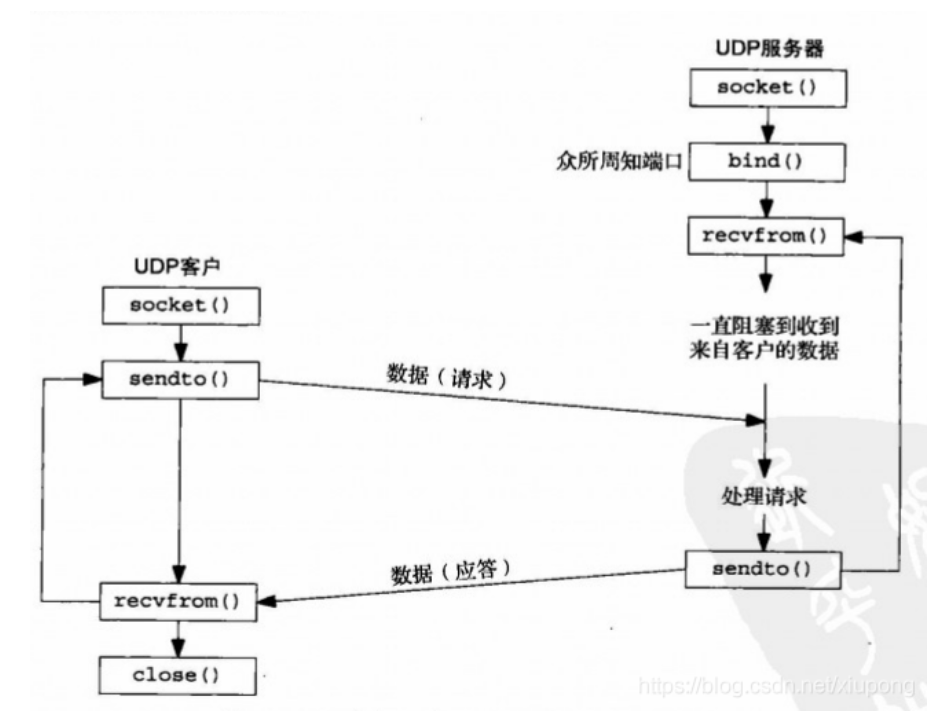 UDP服务器
socket()
众所周知端口
bind()
recvfrom()
UDP客户
socket()
一直阻塞到收到
来自客户的数据
sendto()
数据（请求）
处理请求
sendto()
数据（应答）
recvfrom()
close()
https://blog.csdn.net/xiupong